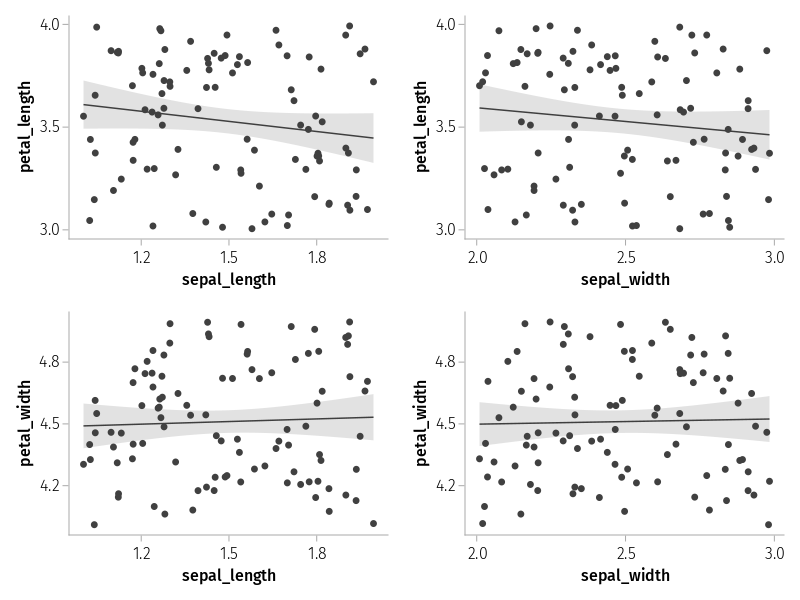 4.0
3.5
3.0
petal_length
1.2 1.5 1.8
sepal_length
4.0
3.5
3.0
petal_length
2.0 2.5 3.0
sepal_width
4.8
4.5
4.2
petal_width
1.2 1.5 1.8
sepal_length
4.8
4.5
4.2
petal_width
2.0 2.5 3.0
sepal_width